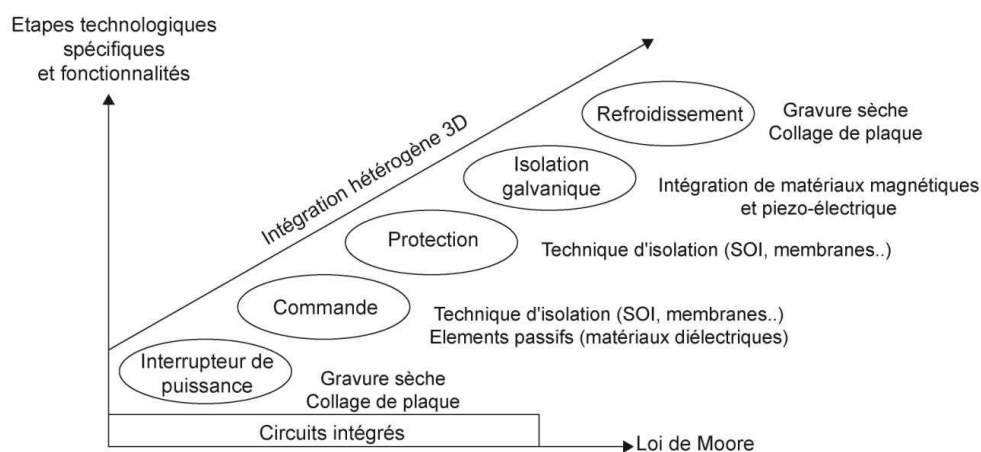 Etapes technologiques
spécifiques
et fonctionnalités
Intégration hétérogène 3D
Refroidissement
Gravure sèche
Collage de plaque
Isolation
galvanique
Intégration de matériaux magnétiques
et piezo-électrique
Protection
Technique d'isolation (SOI, membranes..)
Commande
Technique d'isolation (SOI, membranes..)
Elements passifs (matériaux diélectriques)
Interrupteur de
puissance
Gravure sèche
Collage de plaque
Circuits intégrés
Loi de Moore